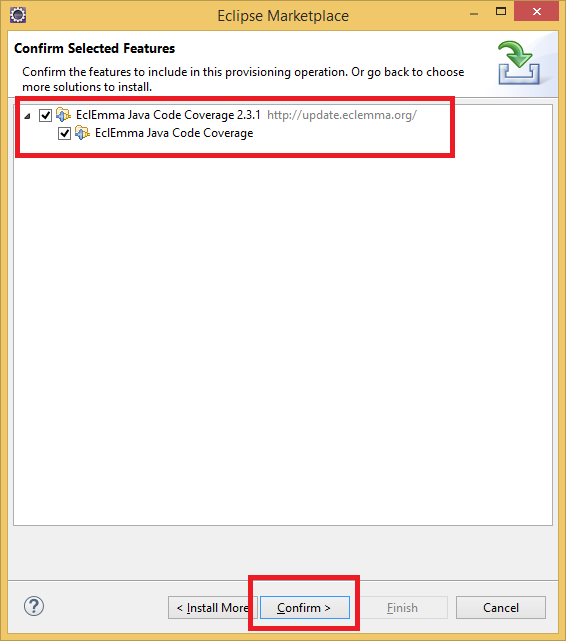 Eclipse Marketplace
Confirm Selected Features
Confirm the features to include in this provisioning operation. Or go back to choose
more solutions to install.
EclEmma Java Code Coverage 2.3.1 http://update.eclemma.org/
EclEmma Java Code Coverage
? < Install More Confirm > Finish Cancel